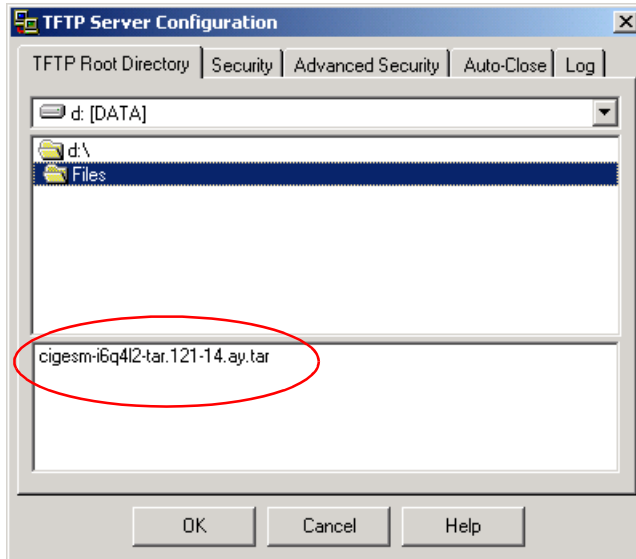 TFTP Server Configuration
TFTP Root Directory Security Advanced Security Auto-Close Log
d: [DATA]
d:\
Files
cigesm-i6q4l2-tar.121-14.ay.tar
OK Cancel Help